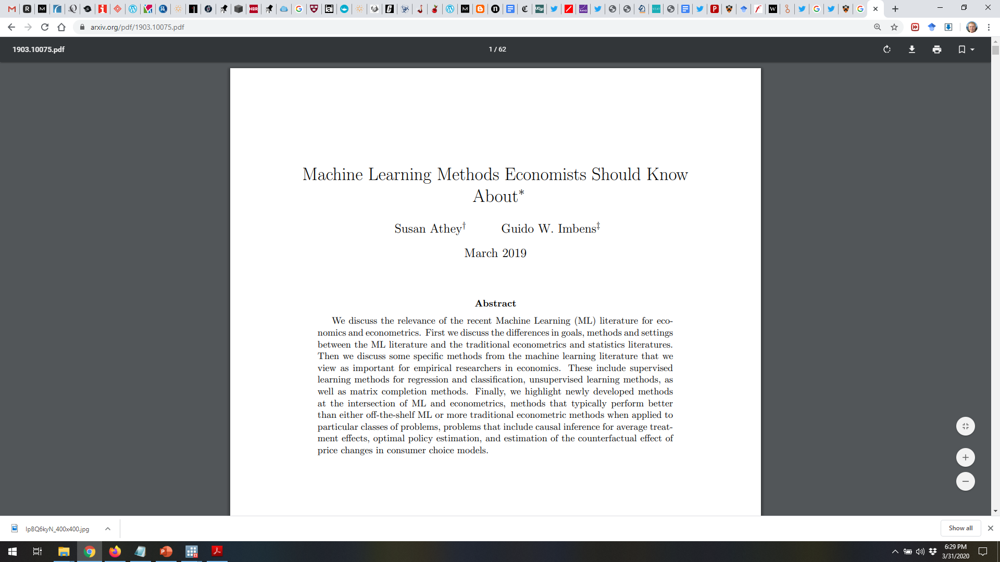 arxiv.org/pdf/1903.10075.pdf
1903.10075.pdf
1 / 62
Machine Learning Methods Economists Should Know
About*
Susan Athey† Guido W. Imbens‡
March 2019
Abstract
We discuss the relevance of the recent Machine Learning (ML) literature for eco-
nomics and econometrics. First we discuss the differences in goals, methods and settings
between the ML literature and the traditional econometrics and statistics literatures.
Then we discuss some specific methods from the machine learning literature that we
view as important for empirical researchers in economics. These include supervised
learning methods for regression and classification, unsupervised learning methods, as
well as matrix completion methods. Finally, we highlight newly developed methods
at the intersection of ML and econometrics, methods that typically perform better
than either off-the-shelf ML or more traditional econometric methods when applied to
particular classes of problems, problems that include causal inference for average treat-
ment effects, optimal policy estimation, and estimation of the counterfactual effect of
price changes in consumer choice models.
IpBQ6kyN_400x400.jpg
Show all
6:29 PM
3/31/2020